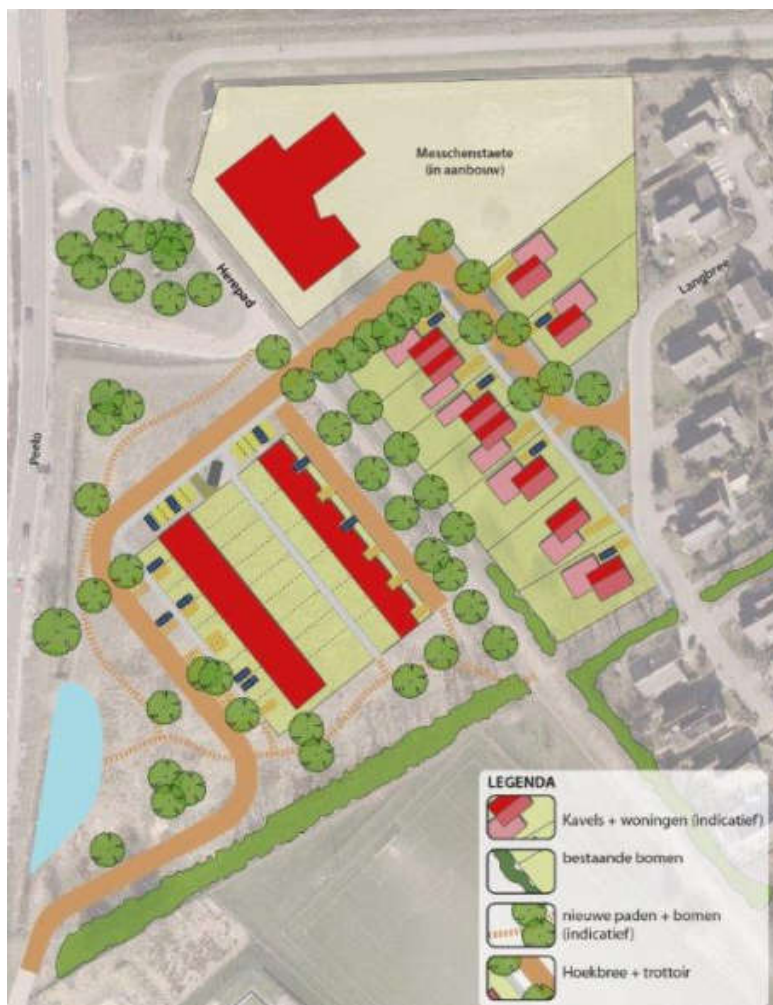 Messchenstaete
(in aanbouw)
Herepad
Langbree
Peelo
LEGENDA
Kavels + woningen (indicatief)
bestaande bomen
nieuwe paden + bomen
(indicatief)
Hoekbree + trottoir